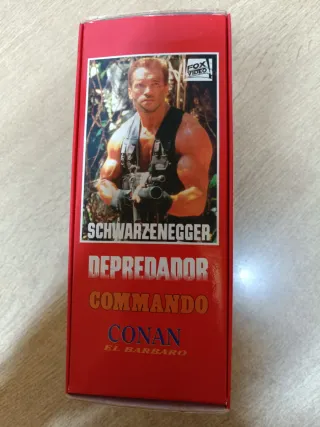 FOX
VIDEO
SCHWARZENEGGER
DEPREDADOR
COMMANDO
CONAN
EL BARBARO